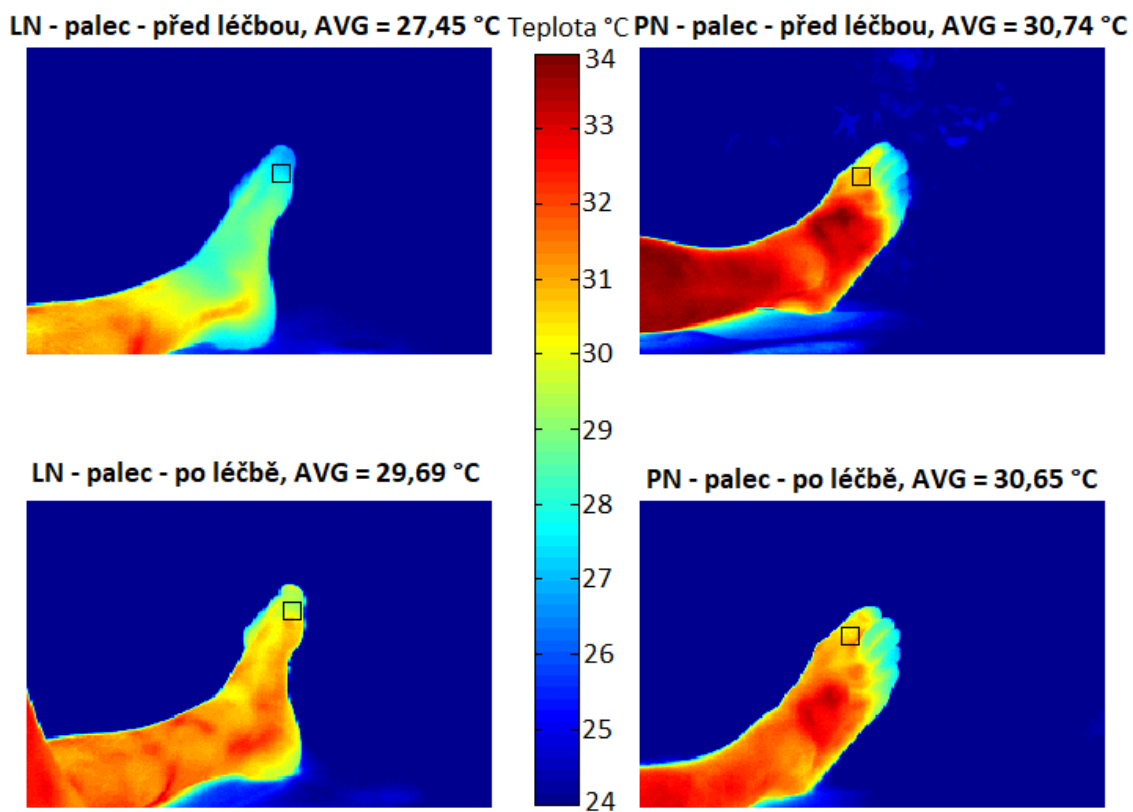 LN - palec - před léčbou, AVG = 27,45 °C
Teplota °C
PN - palec - před léčbou, AVG = 30,74 °C
34
33
32
31
30
29
28
27
26
25
24
LN - palec - po léčbě, AVG = 29,69 °C
PN - palec - po léčbě, AVG = 30,65 °C